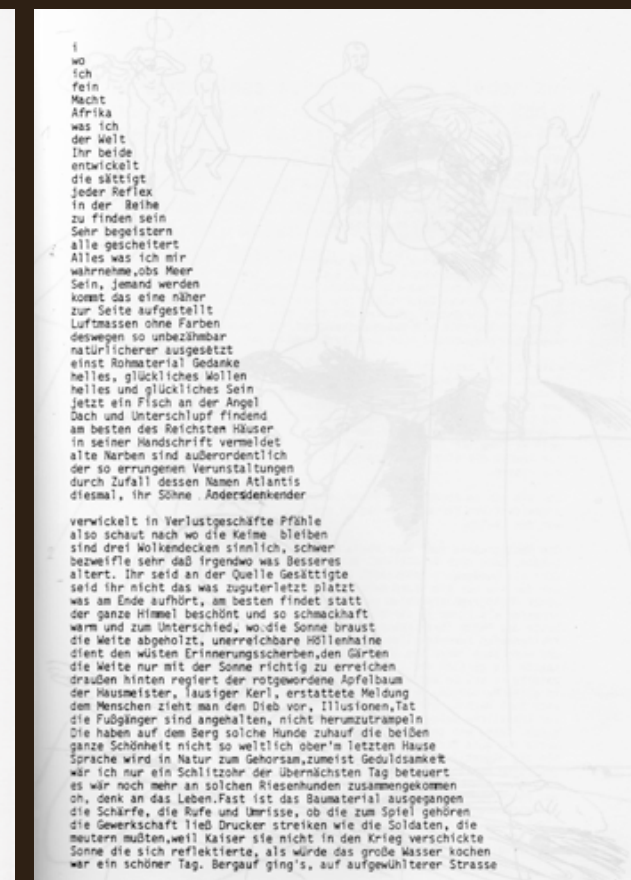 i
wo
ich
fein
Macht
Afrika
was ich
der Welt
Ihr beide
entwickelt
die sättigt
jeder Reflex
in der Reihe
zu finden sein
Sehr begeistern
alle gescheitert
Alles was ich mir
wahrnehme,obs Meer
Sein, jemand werden
kommt das eine näher
zur Seite aufgestellt
Luftmassen ohne Farben
deswegen so unbezähmbar
natürlicherer ausgesetzt
einst Rohmaterial Gedanke
helles, glückliches Wollen
helles und glückliches Sein
jetzt ein Fisch an der Angel
Dach und Unterschlupf findend
am besten des Reichsten Häuser
in seiner Handschrift vermeldet
alte Narben sind außerordentlich
der so errungenen Verunstaltungen
durch Zufall dessen Namen Atlantis
diesmal, ihr Söhne Andersdenkender
verwickelt in Verlustgeschäfte Pfähle
also schaut nach wo die Keime bleiben
sind drei Wolkendecken sinnlich, schwer
bezweifle sehr daß irgendwo was Besseres
altert. Ihr seid an der Quelle Gesättigte
seid ihr nicht das was zuguterletzt platzt
was am Ende aufhört, am besten findet statt
der ganze Himmel beschönt und so schmackhaft
warm und zum Unterschied, wo die Sonne braust
die Weite abgeholzt, unerreichbare Höllenhaine
dient den wüsten Erinnerungsscherben,den Gärten
die Weite nur mit der Sonne richtig zu erreichen
draußen hinten regiert der rotgewordene Apfelbaum
der Hausmeister, lausiger Kerl, erstattete Meldung
dem Menschen zieht man den Dieb vor, Illusionen,Tat
die Fußgänger sind angehalten, nicht herumzutrampeln
Die haben auf dem Berg solche Hunde zuhauf die beißen
ganze Schönheit nicht so weltlich ober'm letzten Hause
Sprache wird in Natur zum Gehorsam,zumeist Geduldsamkeit
wär ich nur ein Schlitzohr der übernächsten Tag beteuert
es wär noch mehr an solchen Riesenhunden zusammengekommen
oh, denk an das Leben.Fast ist das Baumaterial ausgegangen
die Schärfe, die Rufe und Umrisse, ob die zum Spiel gehören
die Gewerkschaft ließ Drucker streiken wie die Soldaten, die
meutern mußten,weil Kaiser sie nicht in den Krieg verschickte
Sonne die sich reflektierte, als würde das große Wasser kochen
war ein schöner Tag. Bergauf ging's, auf aufgewühlterer Strasse